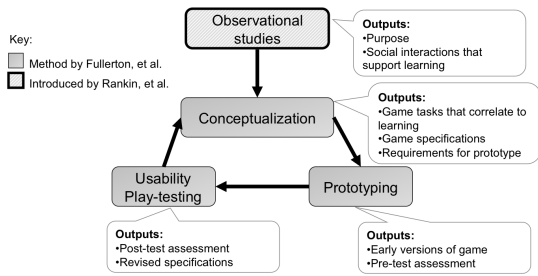 Key:
Method by Fullerton, et al.
Introduced by Rankin, et al.
Observational
studies
Outputs:
•Purpose
•Social interactions that
support learning
Conceptualization
Outputs:
•Game tasks that correlate to
learning
•Game specifications
•Requirements for prototype
Usability
Play-testing
Prototyping
Outputs:
•Post-test assessment
•Revised specifications
Outputs:
•Early versions of game
•Pre-test assessment